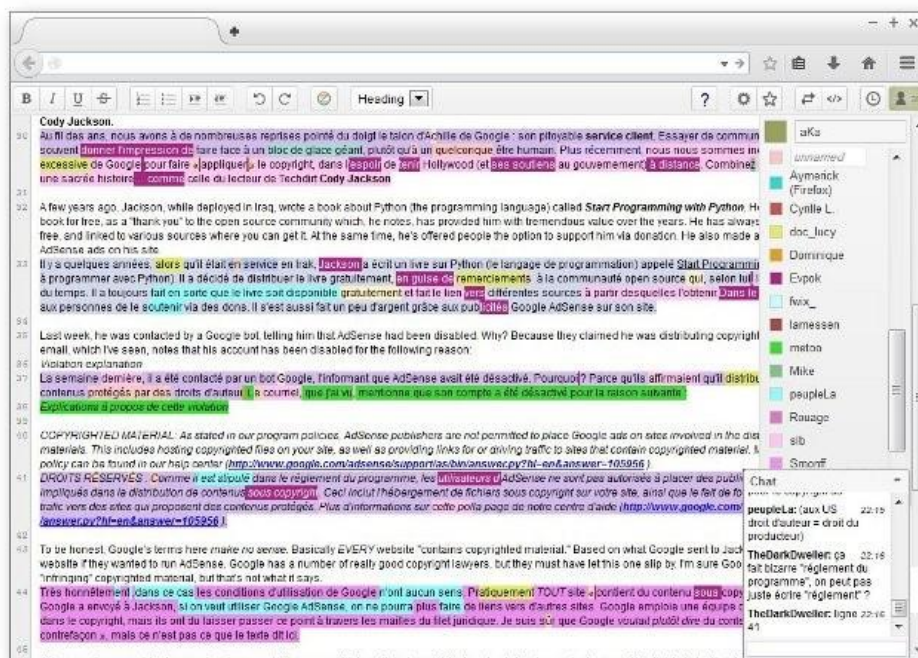 B I U S
Heading
?
</>
Cody Jackson.
30
Au fil des ans, nous avons à de nombreuses reprises pointé du doigt le talon d'Achille de Google : son pitoyable service client. Essayer de commun
souvent donner l'impression de faire face à un bloc de glace géant, plutôt qu'à un quelconque être humain. Plus récemment, nous nous sommes in
excessive de Google pour faire « appliquer » le copyright, dans l'espoir de tenir Hollywood (et ses soutiens au gouvernement) à distance. Combinez
une sacrée histoire... comme celle du lecteur de Techdirt Cody Jackson
31
32
A few years ago, Jackson, while deployed in Iraq, wrote a book about Python (the programming language) called Start Programming with Python. He
book for free, as a "thank you" to the open source community which, he notes, has provided him with tremendous value over the years. He has always
free, and linked to various sources where you can get it. At the same time, he's offered people the option to support him via donation. He also made a
AdSense ads on his site.
33
Il y a quelques années, alors qu'il était en service en Irak, Jackson a écrit un livre sur Python (le langage de programmation) appelé Start Programmin
à programmer avec Python). Il a décidé de distribuer le livre gratuitement, en guise de remerciements à la communauté open source qui, selon lui l
du temps. Il a toujours fait en sorte que le livre soit disponible gratuitement et fait le lien vers différentes sources à partir desquelles l'obtenir. Dans le
aux personnes de le soutenir via des dons. Il s'est aussi fait un peu d'argent grâce aux publicités Google AdSense sur son site.
34
35
Last week, he was contacted by a Google bot, telling him that AdSense had been disabled. Why? Because they claimed he was distributing copyright
email, which I've seen, notes that his account has been disabled for the following reason:
36
Violation explanation
37
La semaine dernière, il a été contacté par un bot Google, l'informant que AdSense avait été désactivé. Pourquoi? Parce qu'ils affirmaient qu'il distribu
contenus protégés par des droits d'auteur. Le courriel, que j'ai vu, mentionne que son compte a été désactivé pour la raison suivante :
38
Explications à propos de cette violation
39
40
COPYRIGHTED MATERIAL: As stated in our program policies, AdSense publishers are not permitted to place Google ads on sites involved in the dist
materials. This includes hosting copyrighted files on your site, as well as providing links for or driving traffic to sites that contain copyrighted material. M
policy can be found in our help center (http://www.google.com/adsense/support/as/bin/answer.py?hl=en&answer=105956 ).
41
DROITS RÉSERVÉS : Comme il est stipulé dans le règlement du programme, les utilisateurs d'AdSense ne sont pas autorisés à placer des public
impliqués dans la distribution de contenus sous copyright. Ceci inclut l'hébergement de fichiers sous copyright sur votre site, ainsi que le fait de fo
trafic vers des sites qui proposent des contenus protégés. Plus d'informations sur cette polla page de notre centre d'aide (http://www.google.com/
/answer.py?hl=en&answer=105956 ).
42
43
To be honest, Google's terms here make no sense. Basically EVERY website "contains copyrighted material." Based on what Google sent to Jack
website if they wanted to run AdSense. Google has a number of really good copyright lawyers, but they must have let this one slip by. I'm sure Goo
"infringing" copyrighted material, but that's not what it says.
44
Très honnêtement, dans ce cas les conditions d'utilisation de Google n'ont aucun sens. Pratiquement TOUT site « contient du contenu sous copy
Google a envoyé à Jackson, si on veut utiliser Google AdSense, on ne pourra plus faire de liens vers d'autres sites. Google emploie une équipe d
dans le copyright, mais ils ont du laisser passer ce point à travers les mailles du filet juridique. Je suis sûr que Google voulait plutôt dire du conte
contrefaçon », mais ce n'est pas ce que le texte dit ici.
45
aKa
unnamed
Aymerick
(Firefox)
Cyrille L.
doc_lucy
Dominique
Evpok
fwix_
lamessen
metoo
Mike
peupleLa
Rouage
slb
Smonff
Chat
peupleLa: (aux US 22:15
droit d'auteur = droit du
producteur)
TheDarkDweller: ça 22:16
fait bizarre "réglement du
programme", on peut pas
juste écrire "réglement" ?
TheDarkDweller: ligne 22:16
41